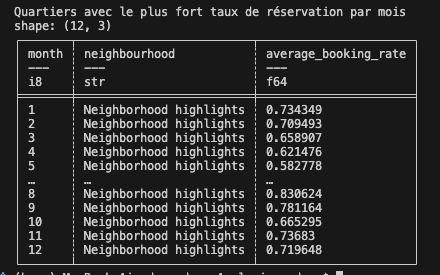 Quartiers avec le plus fort taux de réservation par mois
shape: (12, 3)
month neighbourhood average_booking_rate
--- --- ---
i8 str f64
1 Neighborhood highlights 0.734349
2 Neighborhood highlights 0.709493
3 Neighborhood highlights 0.658907
4 Neighborhood highlights 0.621476
5 Neighborhood highlights 0.582778
… … …
8 Neighborhood highlights 0.830624
9 Neighborhood highlights 0.781164
10 Neighborhood highlights 0.665295
11 Neighborhood highlights 0.73683
12 Neighborhood highlights 0.719648